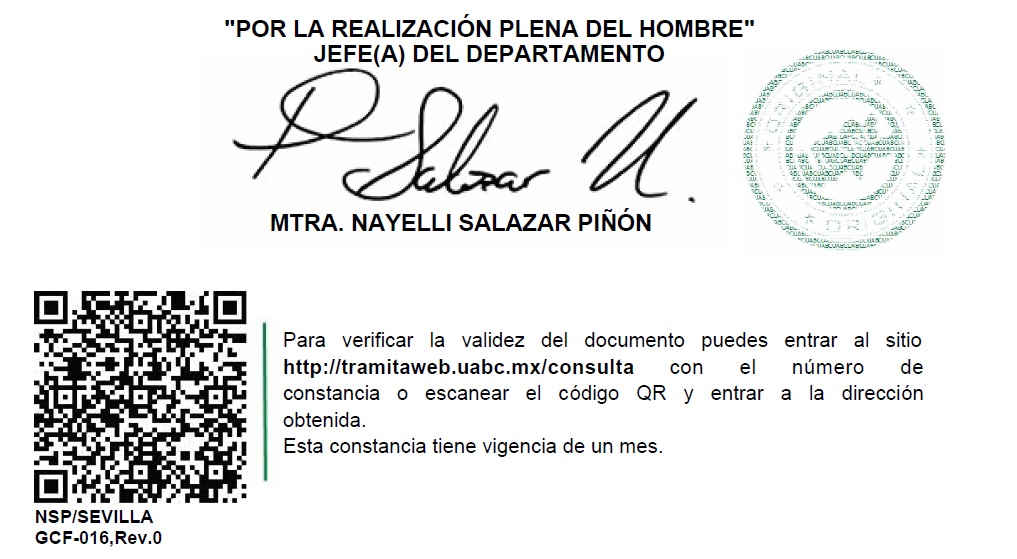 "POR LA REALIZACIÓN PLENA DEL HOMBRE"
JEFE(A) DEL DEPARTAMENTO
Salazar
MTRA. NAYELLI SALAZAR PIÑÓN
Para verificar la validez del documento puedes entrar al sitio
http://tramitaweb.uabc.mx/consulta con el número de
constancia o escanear el código QR y entrar a la dirección
obtenida.
Esta constancia tiene vigencia de un mes.
NSP/SEVILLA
GCF-016,Rev.0